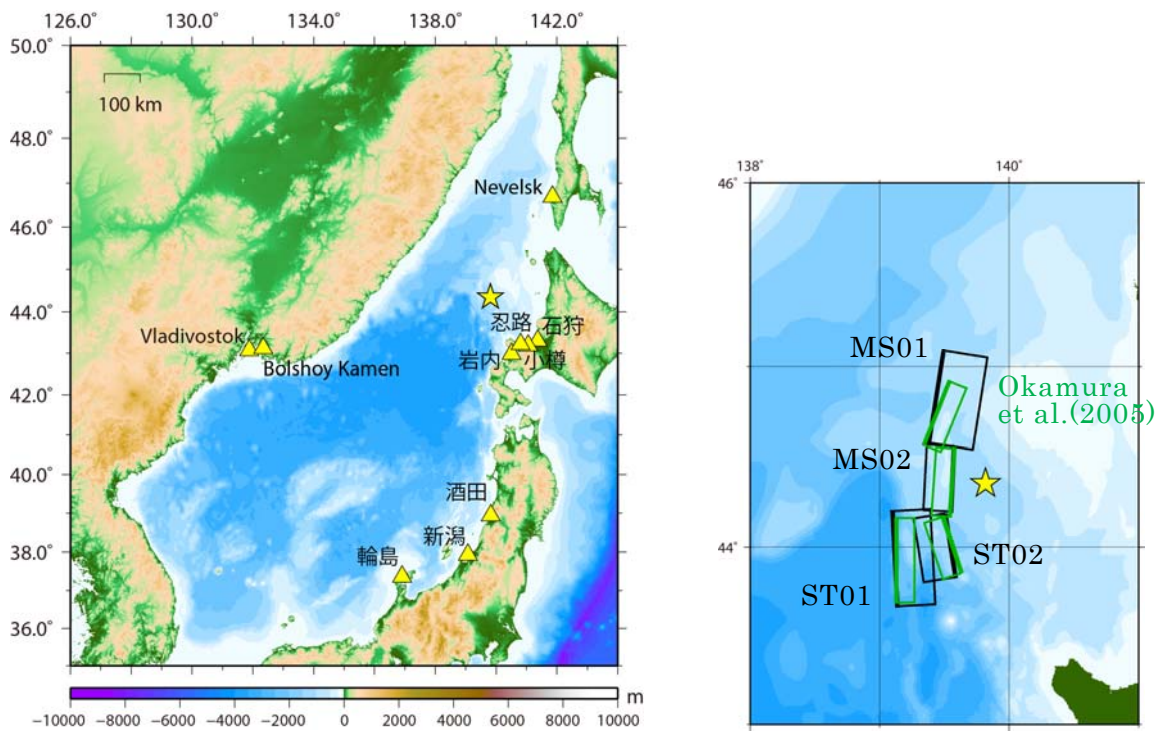 126.0° 130.0° 134.0° 138.0° 142.0°
50.0°
100 km
48.0°
Nevelsk
46.0°
44.0°
忍路 石狩
Vladivostok
岩内 小樽
Bolshoy Kamen
42.0°
40.0°
酒田
新潟
38.0°
輪島
36.0°
m
−10000 −8000 −6000 −4000 −2000 0 2000 4000 6000 8000 10000
138° 140°
46°
MS01
Okamura
et al.(2005)
MS02
44°
ST02
ST01